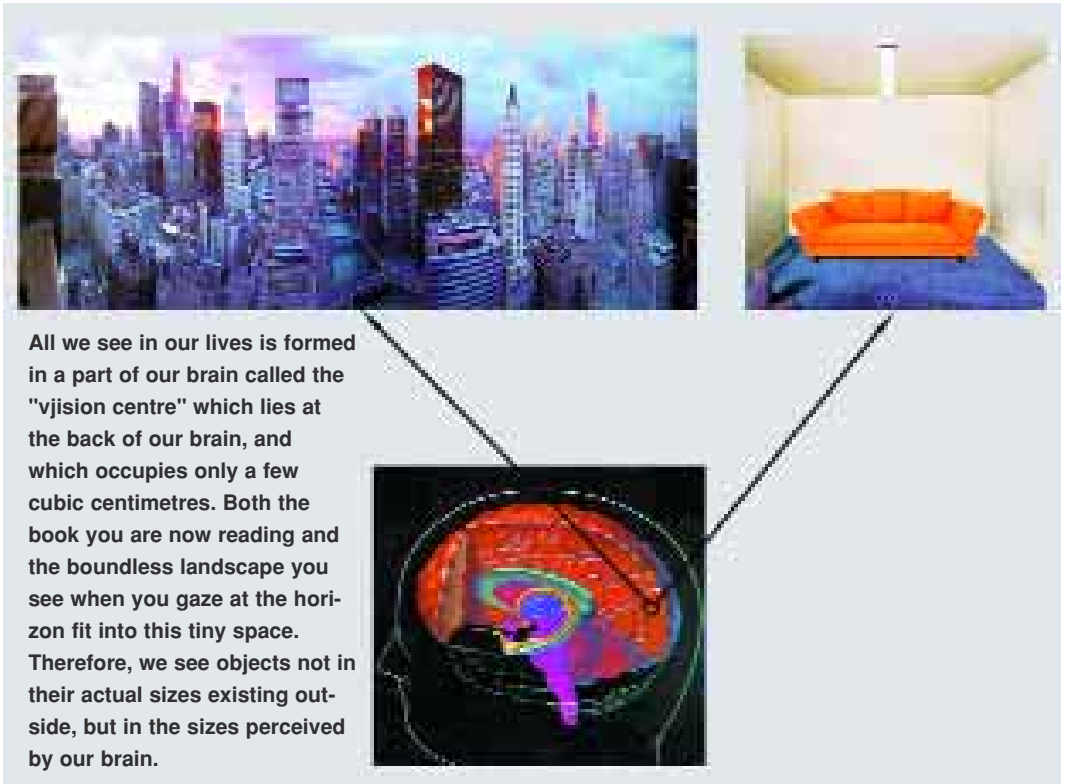 All we see in our lives is formed
in a part of our brain called the
"vjision centre" which lies at
the back of our brain, and
which occupies only a few
cubic centimetres. Both the
book you are now reading and
the boundless landscape you
see when you gaze at the hori-
zon fit into this tiny space.
Therefore, we see objects not in
their actual sizes existing out-
side, but in the sizes perceived
by our brain.